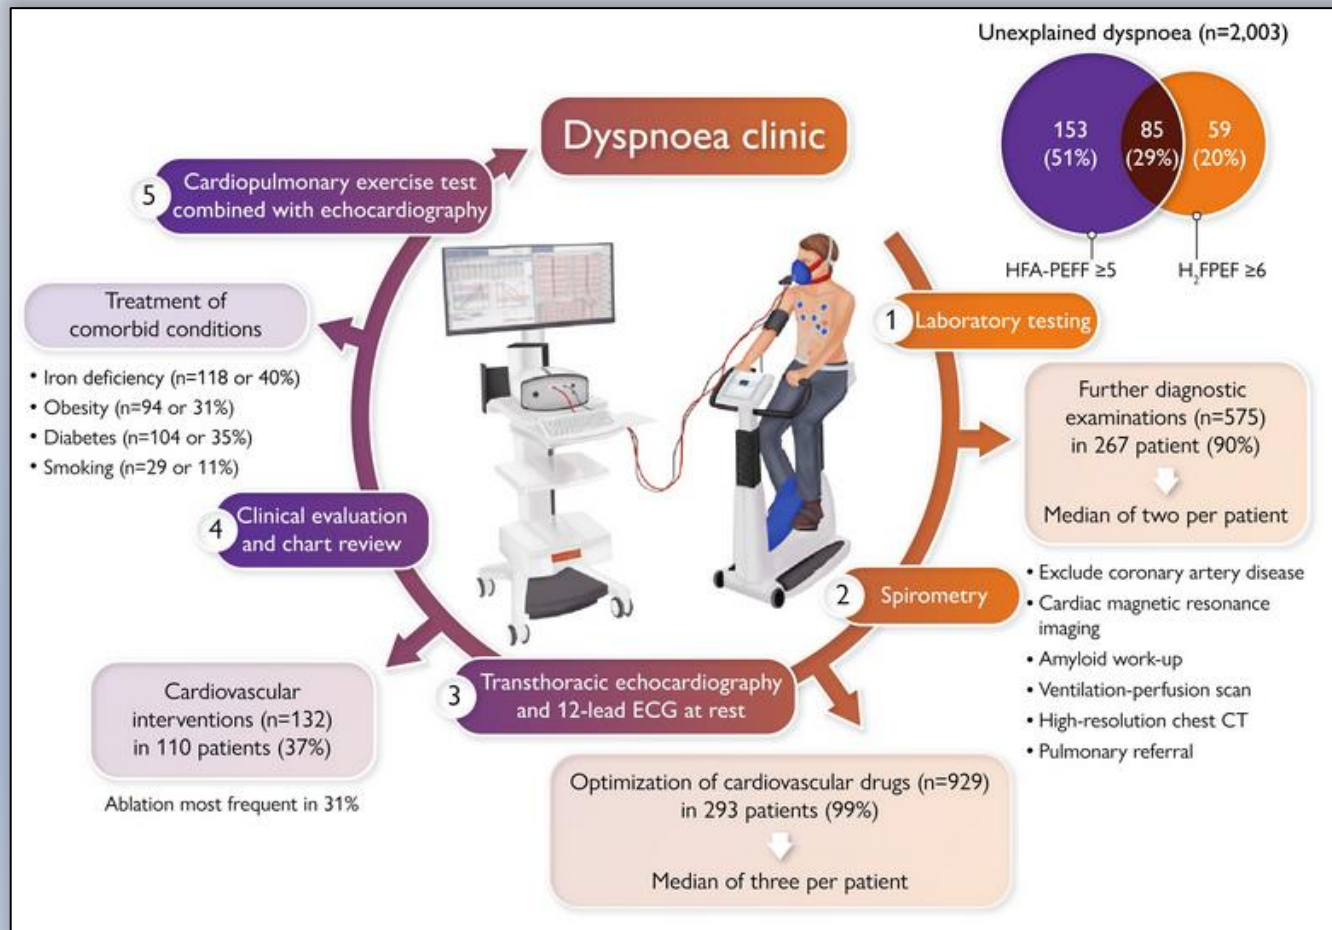 Unexplained dyspnoea (n=2,003)
153
(51%)
85
(29%)
59
(20%)
HFA-PEFF ≥5
H₂FPEF ≥6
Dyspnoea clinic
1
Laboratory testing
Further diagnostic
examinations (n=575)
in 267 patient (90%)
Median of two per patient
• Exclude coronary artery disease
• Cardiac magnetic resonance
imaging
• Amyloid work-up
• Ventilation-perfusion scan
• High-resolution chest CT
• Pulmonary referral
2
Spirometry
Optimization of cardiovascular drugs (n=929)
in 293 patients (99%)
Median of three per patient
3
Transthoracic echocardiography
and 12-lead ECG at rest
Cardiovascular
interventions (n=132)
in 110 patients (37%)
Ablation most frequent in 31%
4
Clinical evaluation
and chart review
Treatment of
comorbid conditions
• Iron deficiency (n=118 or 40%)
• Obesity (n=94 or 31%)
• Diabetes (n=104 or 35%)
• Smoking (n=29 or 11%)
5
Cardiopulmonary exercise test
combined with echocardiography